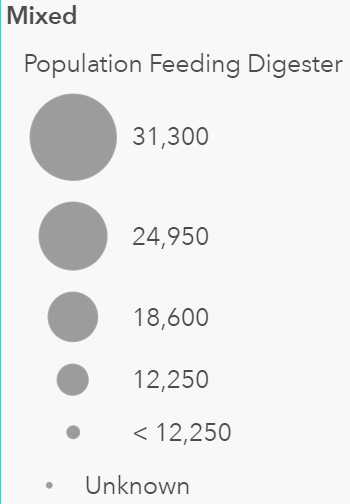 Mixed
Population Feeding Digester
31,300
24,950
18,600
12,250
< 12,250
Unknown